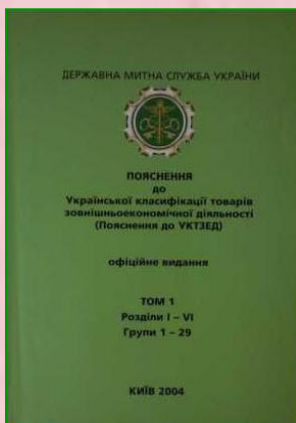 ДЕРЖАВНА МИТНА СЛУЖБА УКРАЇНИ
ПОЯСНЕННЯ
до
Української класифікації товарів
зовнішньоекономічної діяльності
(Пояснення до УКТЗЕД)
офіційне видання
ТОМ 1
Розділи I – VI
Групи 1 – 29
КИЇВ 2004